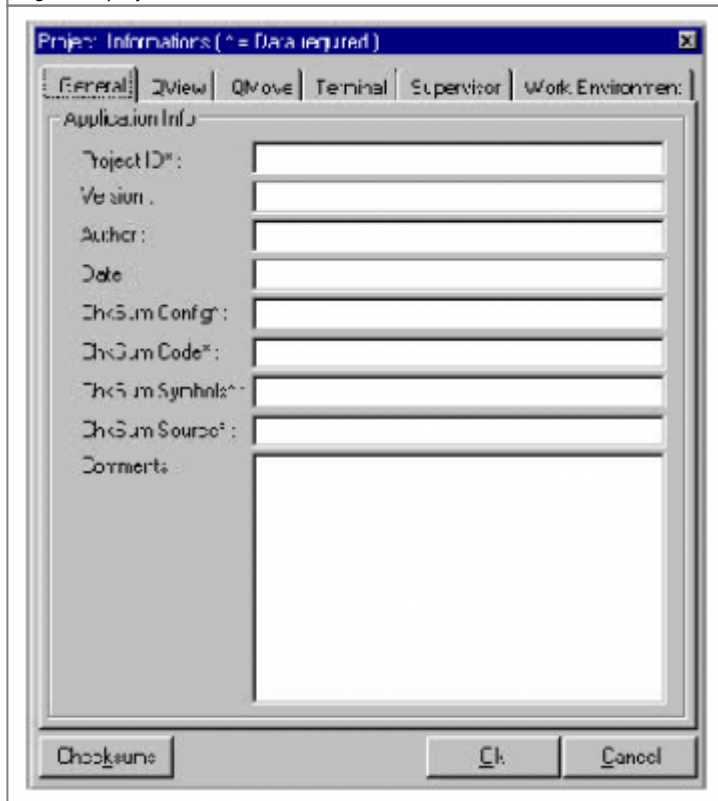 Project Informations ( * = Data required )
General QView QMove Terminal Supervisor Work Environment
Application Info
Project ID* :
Version :
Author :
Date
ChkSum Config* :
ChkSum Code* :
ChkSum Symbols* :
ChkSum Source* :
Comments
Checksums Ok Cancel